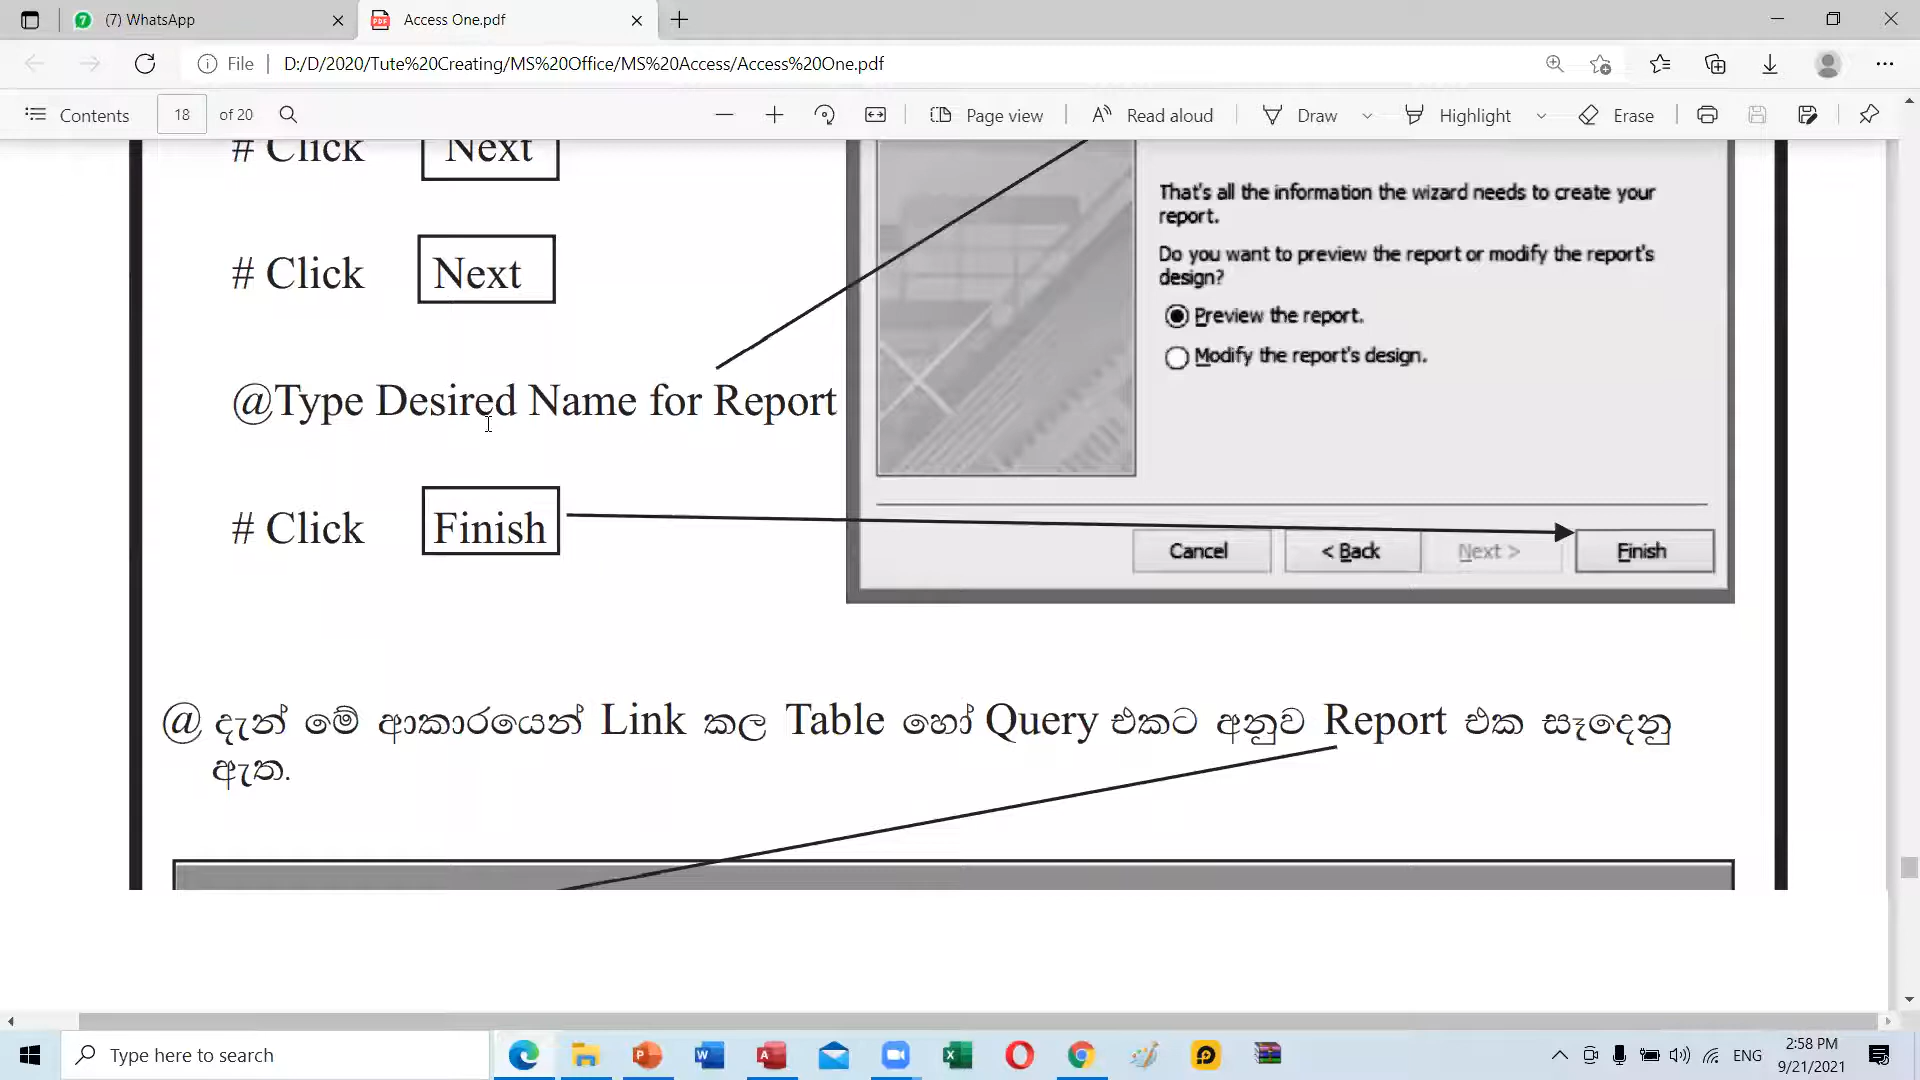 (7) WhatsApp
Access One.pdf
File
D:/D/2020/Tute%20Creating/MS%20Office/MS%20Access/Access%20One.pdf
Contents
18
of 20
Page view
Read aloud
Draw
Highlight
Erase
# Click Next
# Click Next
@Type Desired Name for Report
# Click Finish
That's all the information the wizard needs to create your
report.
Do you want to preview the report or modify the report's
design?
Preview the report.
Modify the report's design.
Cancel
< Back
Next >
Finish
@ දැන් මේ ආකාරයෙන් Link කල Table හෝ Query එකට අනුව Report එක සෑදෙනු
ඇත.
Type here to search
ENG
2:58 PM
9/21/2021